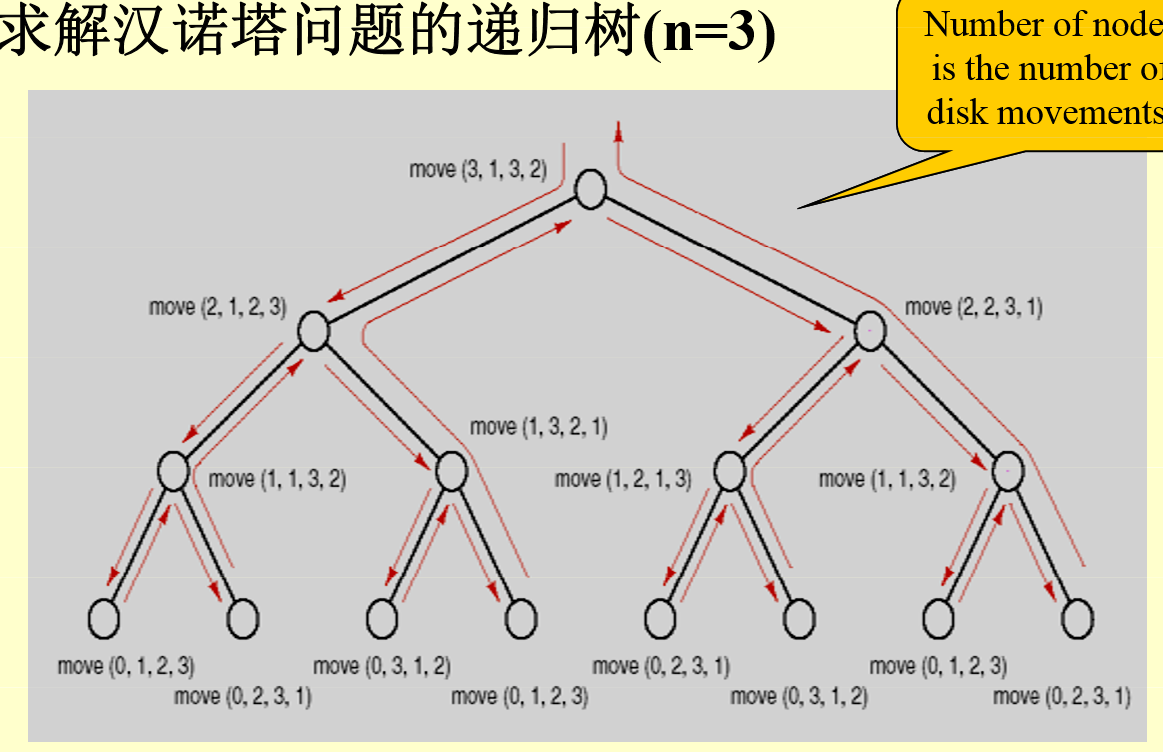 求解汉诺塔问题的递归树(n=3)
Number of node
is the number of
disk movements
move (3, 1, 3, 2)
move (2, 1, 2, 3)
move (2, 2, 3, 1)
move (1, 3, 2, 1)
move (1, 1, 3, 2)
move (1, 2, 1, 3)
move (1, 1, 3, 2)
move (0, 1, 2, 3)
move (0, 3, 1, 2)
move (0, 2, 3, 1)
move (0, 1, 2, 3)
move (0, 2, 3, 1)
move (0, 1, 2, 3)
move (0, 3, 1, 2)
move (0, 2, 3, 1)